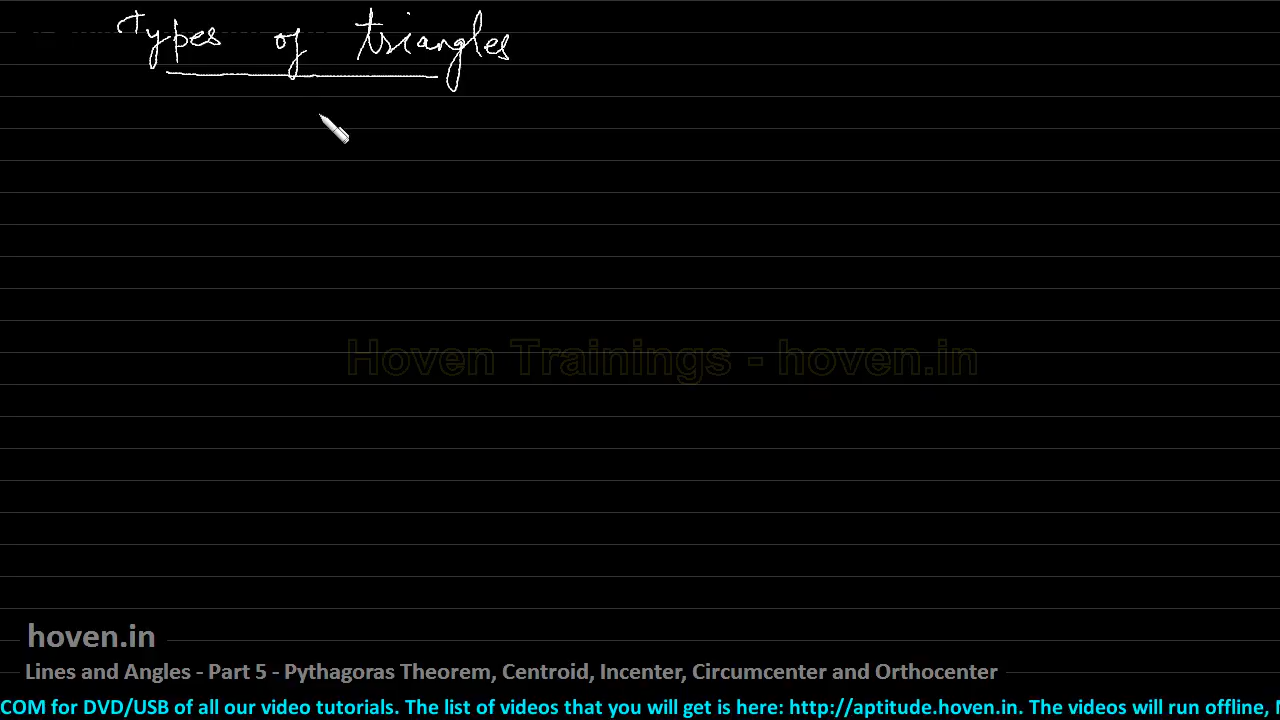 Types of triangles
Hoven Trainings - hoven.in
hoven.in
Lines and Angles - Part 5 - Pythagoras Theorem, Centroid, Incenter, Circumcenter and Orthocenter
COM for DVD/USB of all our video tutorials. The list of videos that you will get is here: http://aptitude.hoven.in. The videos will run offline,